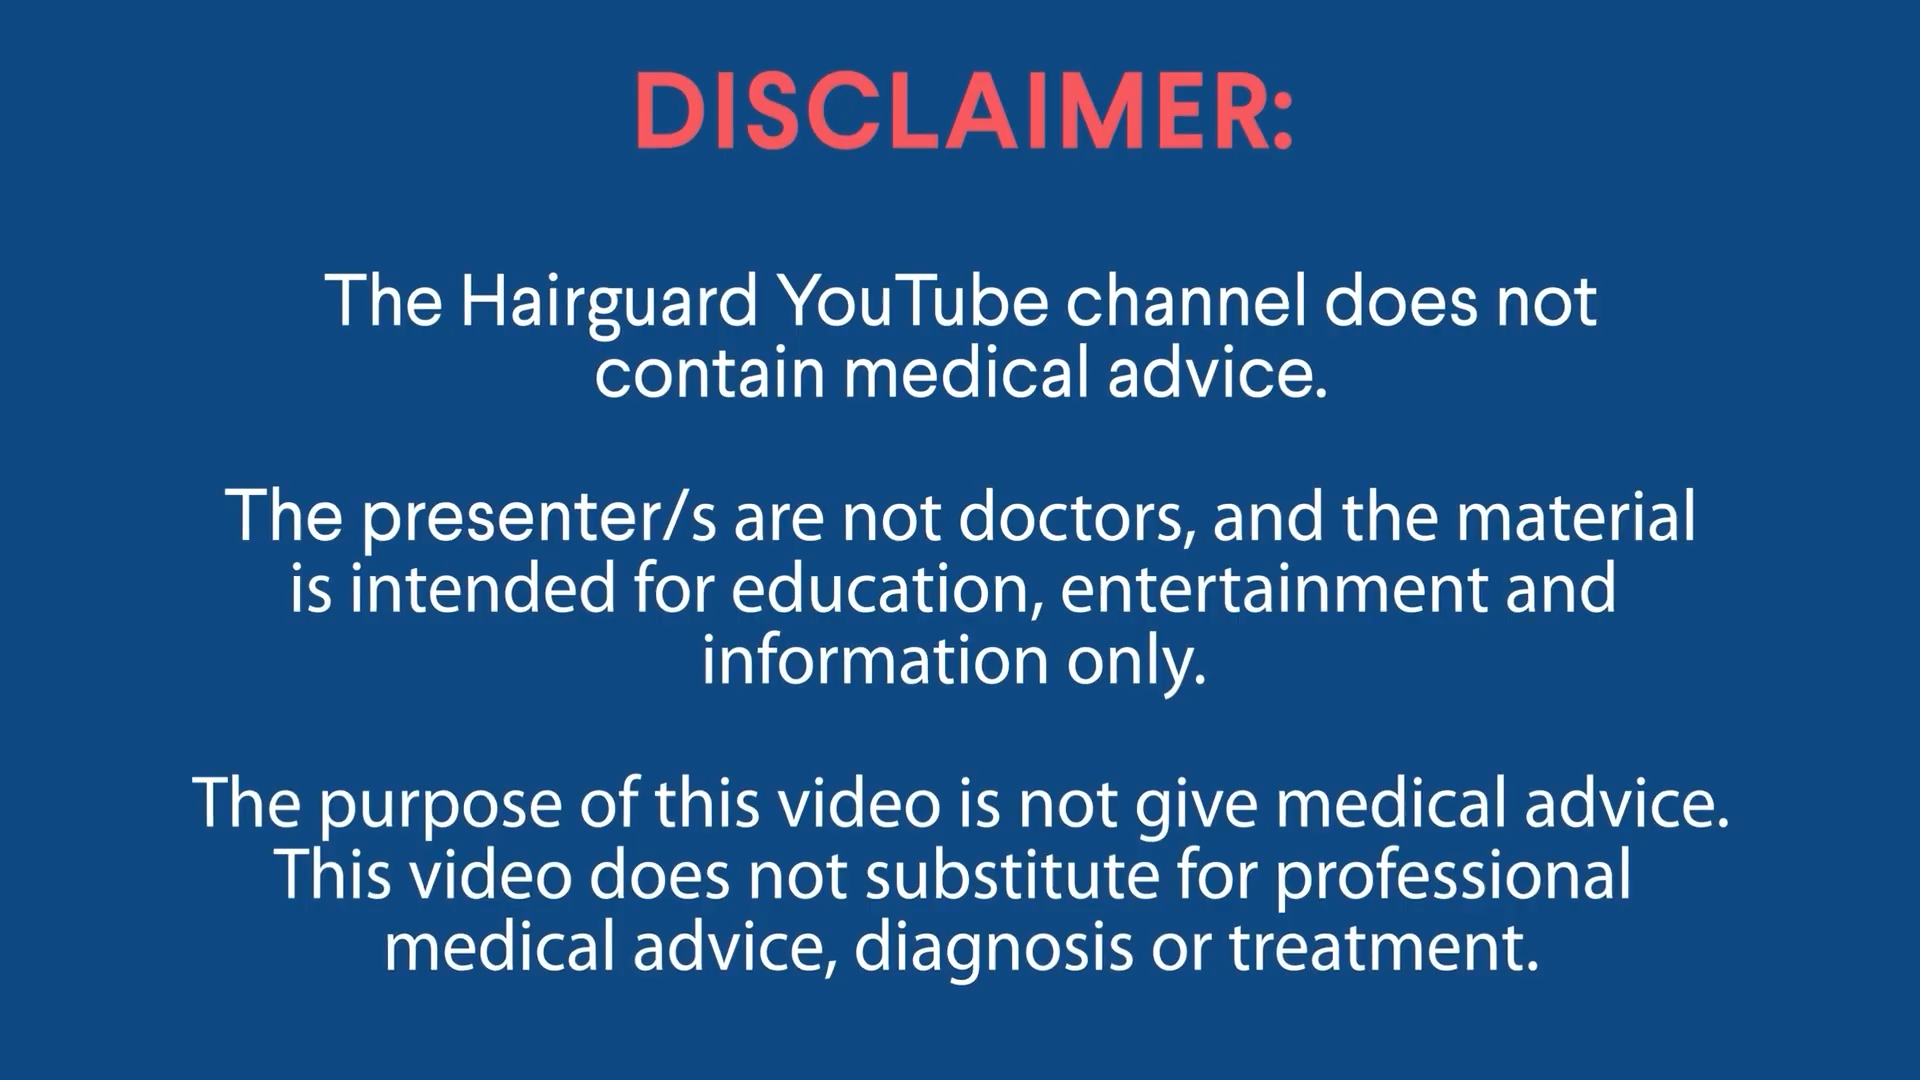 DISCLAIMER:
The Hairguard YouTube channel does not
contain medical advice.
The presenter/s are not doctors, and the material
is intended for education, entertainment and
information only.
The purpose of this video is not give medical advice.
This video does not substitute for professional
medical advice, diagnosis or treatment.